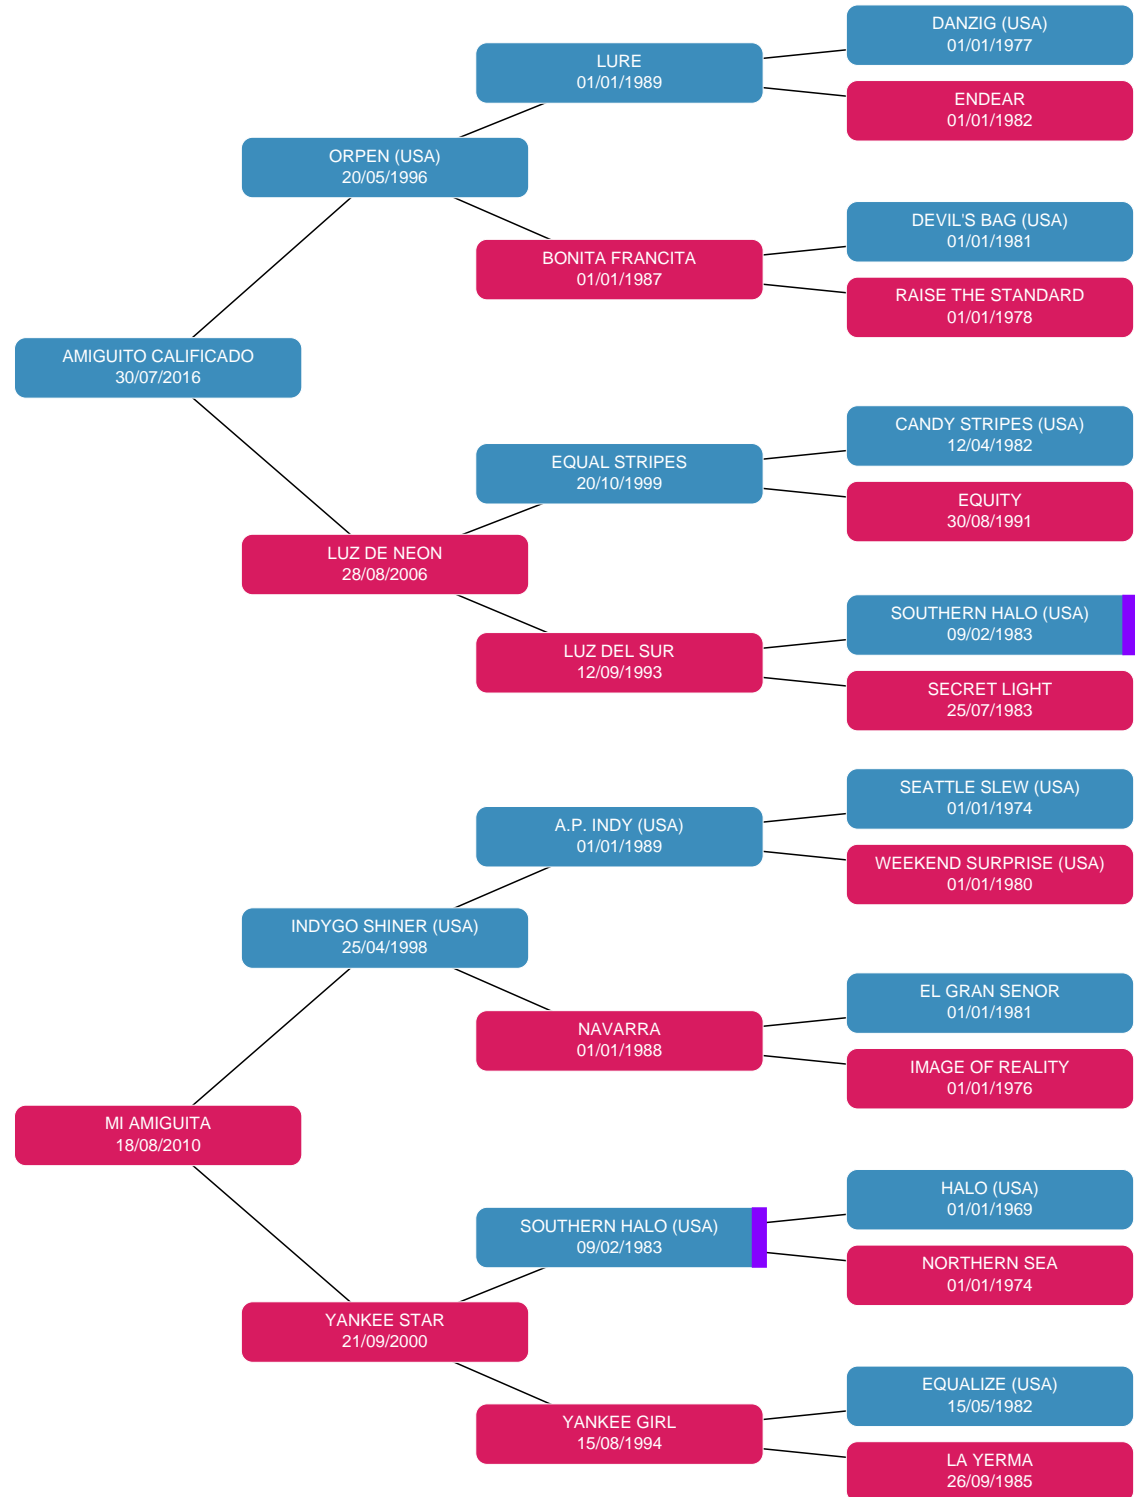 DANZIG (USA)
01/01/1977
LURE
01/01/1989
ENDEAR
01/01/1982
ORPEN (USA)
20/05/1996
DEVIL'S BAG (USA)
01/01/1981
BONITA FRANCITA
01/01/1987
RAISE THE STANDARD
01/01/1978
AMIGUITO CALIFICADO
30/07/2016
CANDY STRIPES (USA)
12/04/1982
EQUAL STRIPES
20/10/1999
EQUITY
30/08/1991
LUZ DE NEON
28/08/2006
SOUTHERN HALO (USA)
09/02/1983
LUZ DEL SUR
12/09/1993
SECRET LIGHT
25/07/1983
SEATTLE SLEW (USA)
01/01/1974
A.P. INDY (USA)
01/01/1989
WEEKEND SURPRISE (USA)
01/01/1980
INDYGO SHINER (USA)
25/04/1998
EL GRAN SENOR
01/01/1981
NAVARRA
01/01/1988
IMAGE OF REALITY
01/01/1976
MI AMIGUITA
18/08/2010
HALO (USA)
01/01/1969
SOUTHERN HALO (USA)
09/02/1983
NORTHERN SEA
01/01/1974
YANKEE STAR
21/09/2000
EQUALIZE (USA)
15/05/1982
YANKEE GIRL
15/08/1994
LA YERMA
26/09/1985